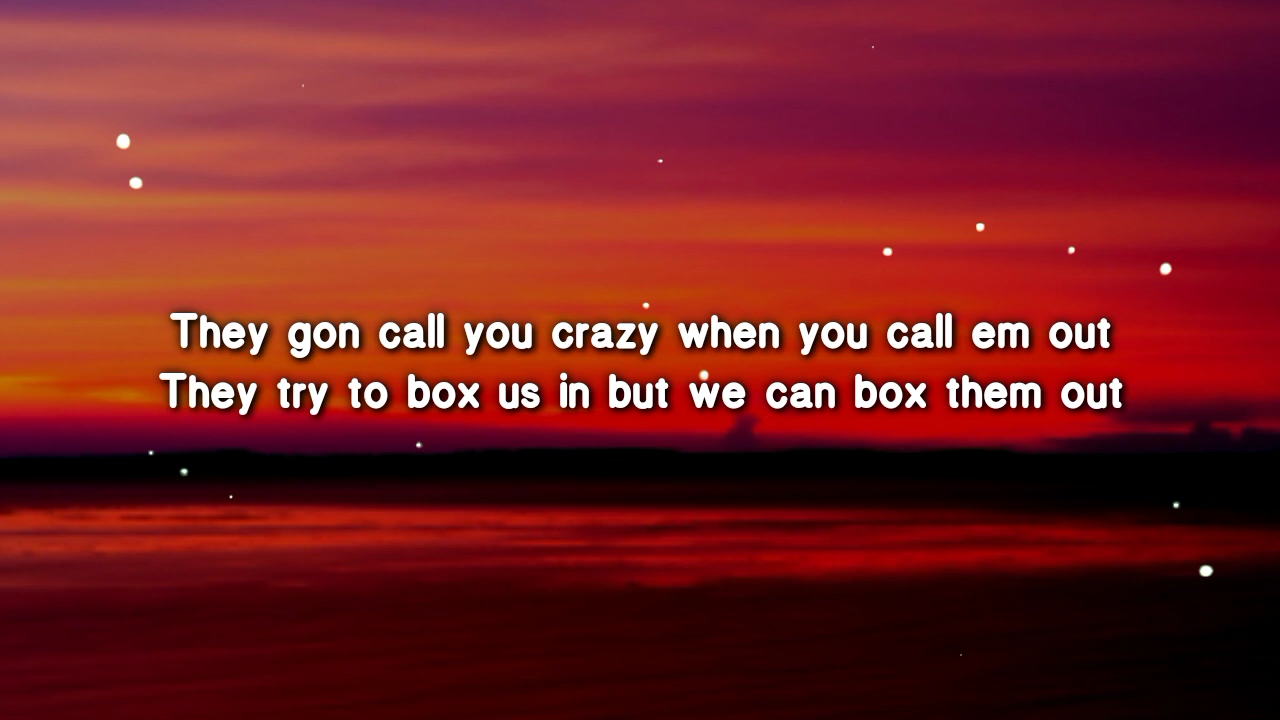 They gon call you crazy when you call em out
They try to box us in but we can box them out